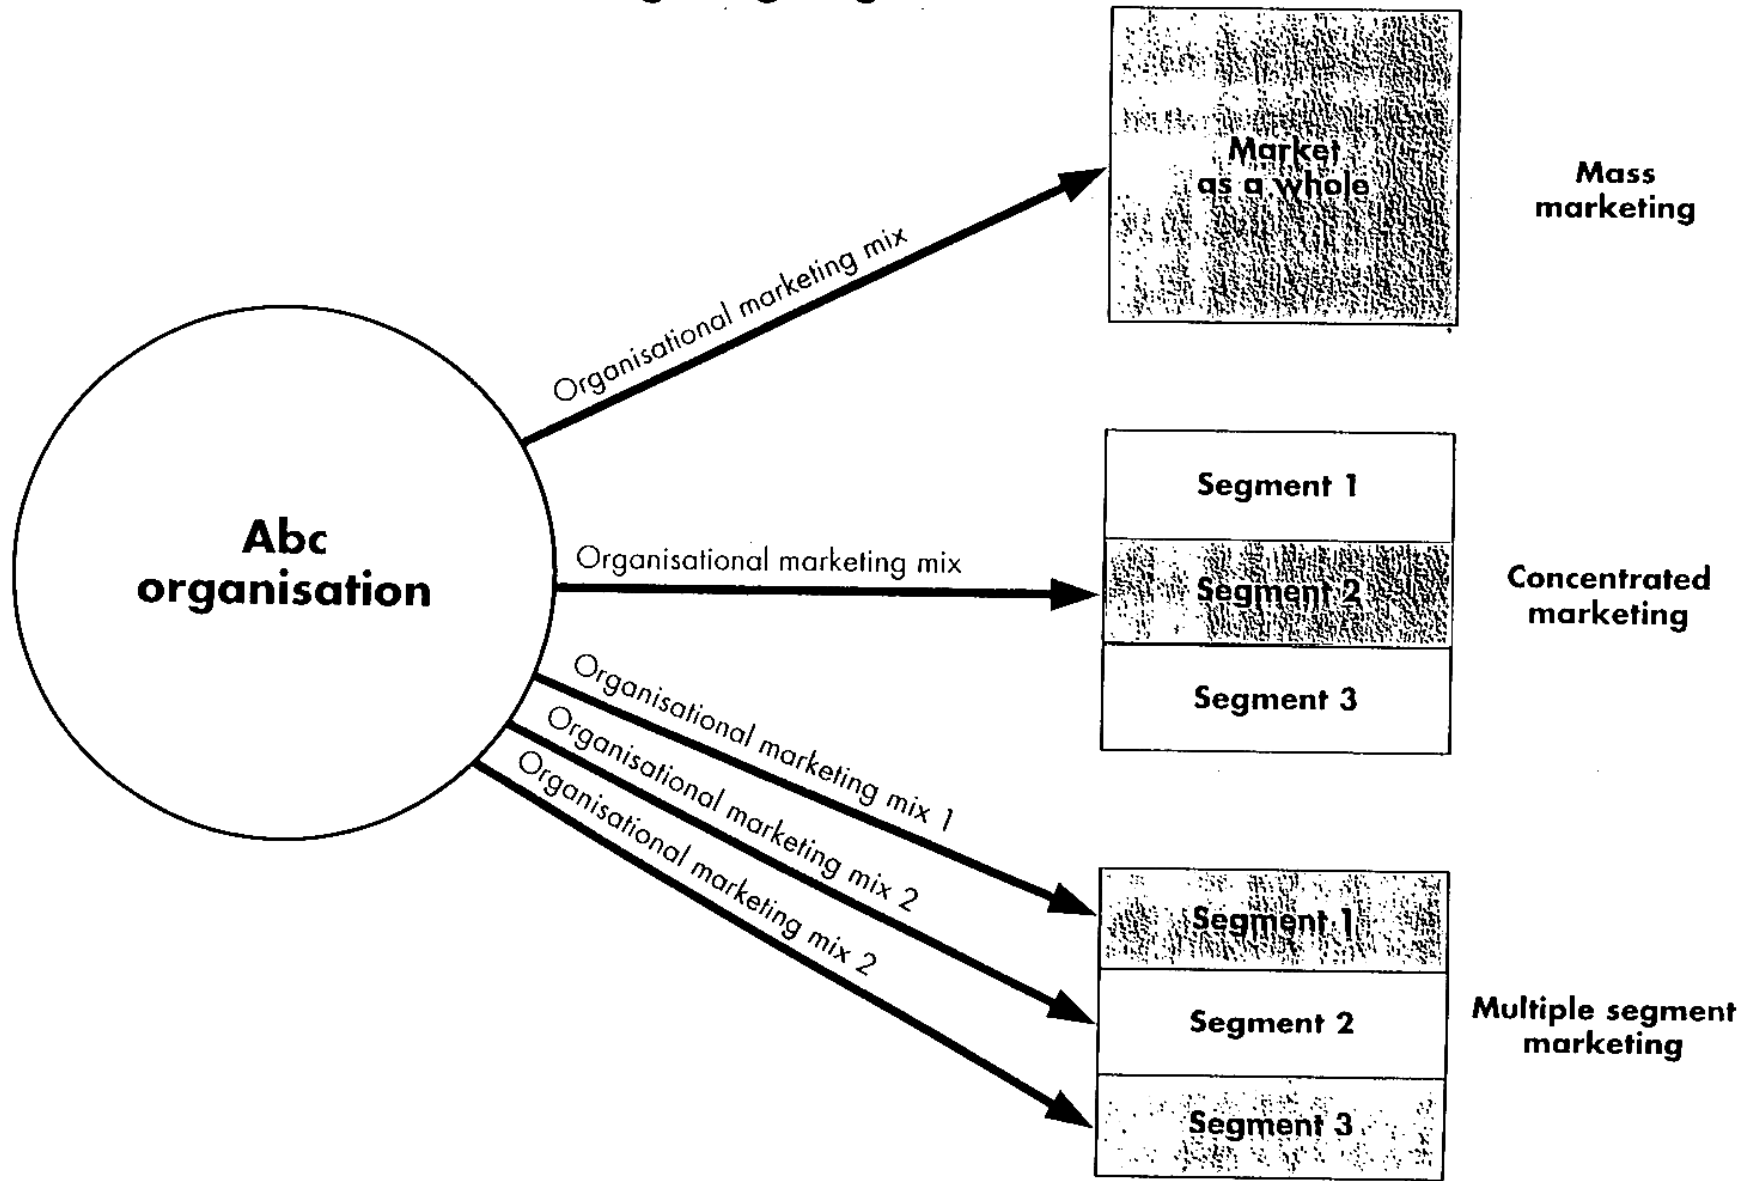 Market
as a whole
Mass
marketing
Organisational marketing mix
Abc
organisation
Organisational marketing mix
Segment 1
Segment 2
Segment 3
Concentrated
marketing
Organisational marketing mix 1
Organisational marketing mix 2
Organisational marketing mix 2
Segment 1
Segment 2
Segment 3
Multiple segment
marketing